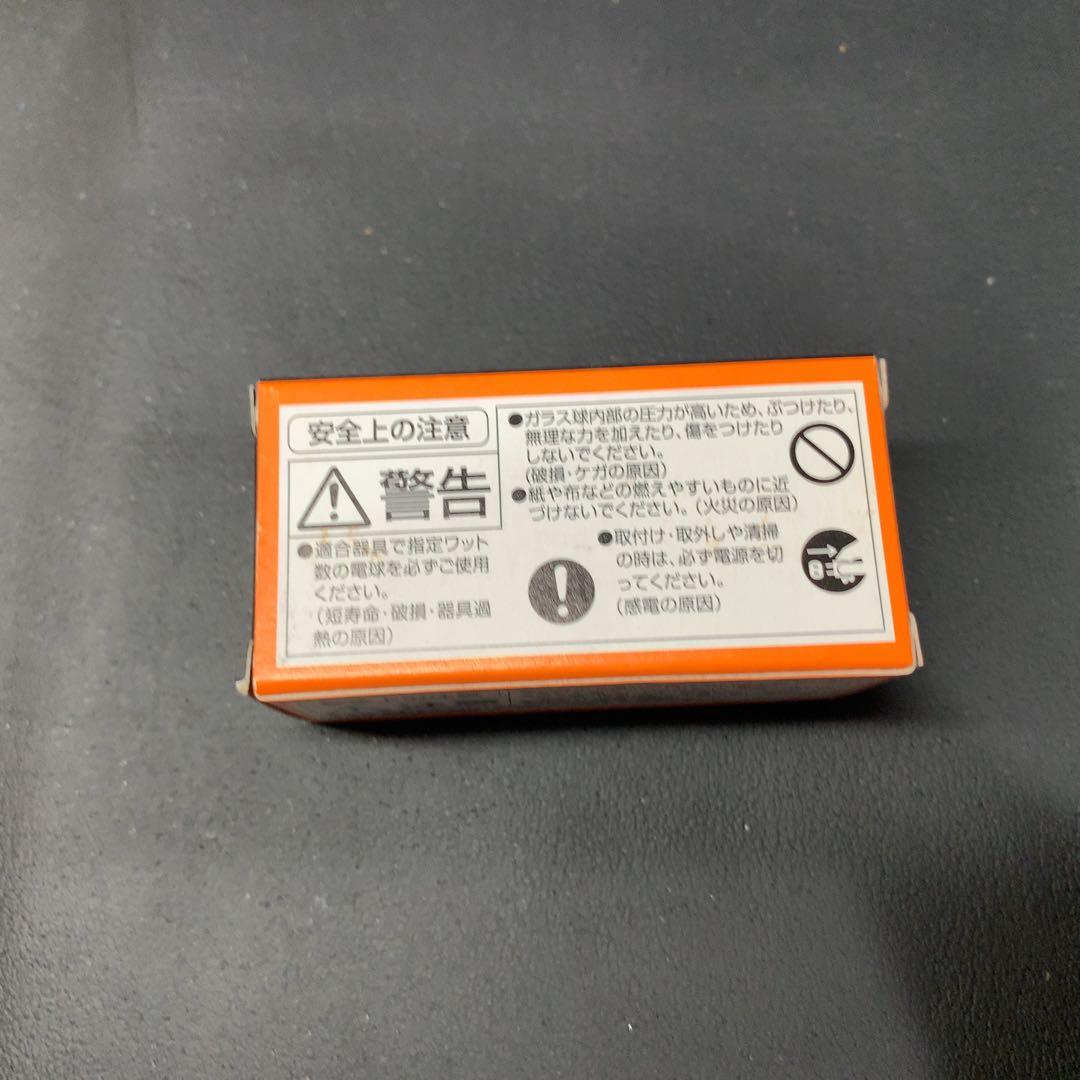 安全上の注意
警告
●適合器具で指定ワット
数の電球を必ずご使用
ください。
(短寿命・破損・器具過
熱の原因)
●ガラス球内部の圧力が高いため、ぶつけたり、
無理な力を加えたり、傷をつけたり
しないでください。
(破損・ケガの原因)
●紙や布などの燃えやすいものに近
づけないでください。(火災の原因)
●取付け・取外しや清掃
の時は、必ず電源を切
ってください。
(感電の原因)